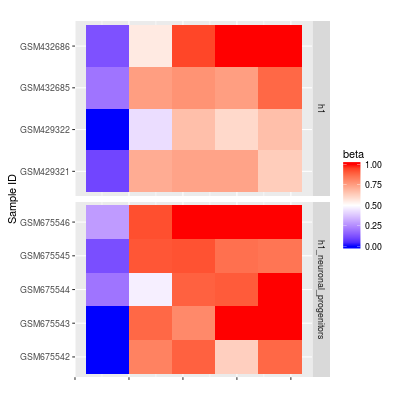 GSM432686
GSM432685
GSM429322
GSM429321
h1
GSM675546
GSM675545
GSM675544
GSM675543
GSM675542
h1_neuronal_progenitors
Sample ID
beta
1.00
0.75
0.50
0.25
0.00